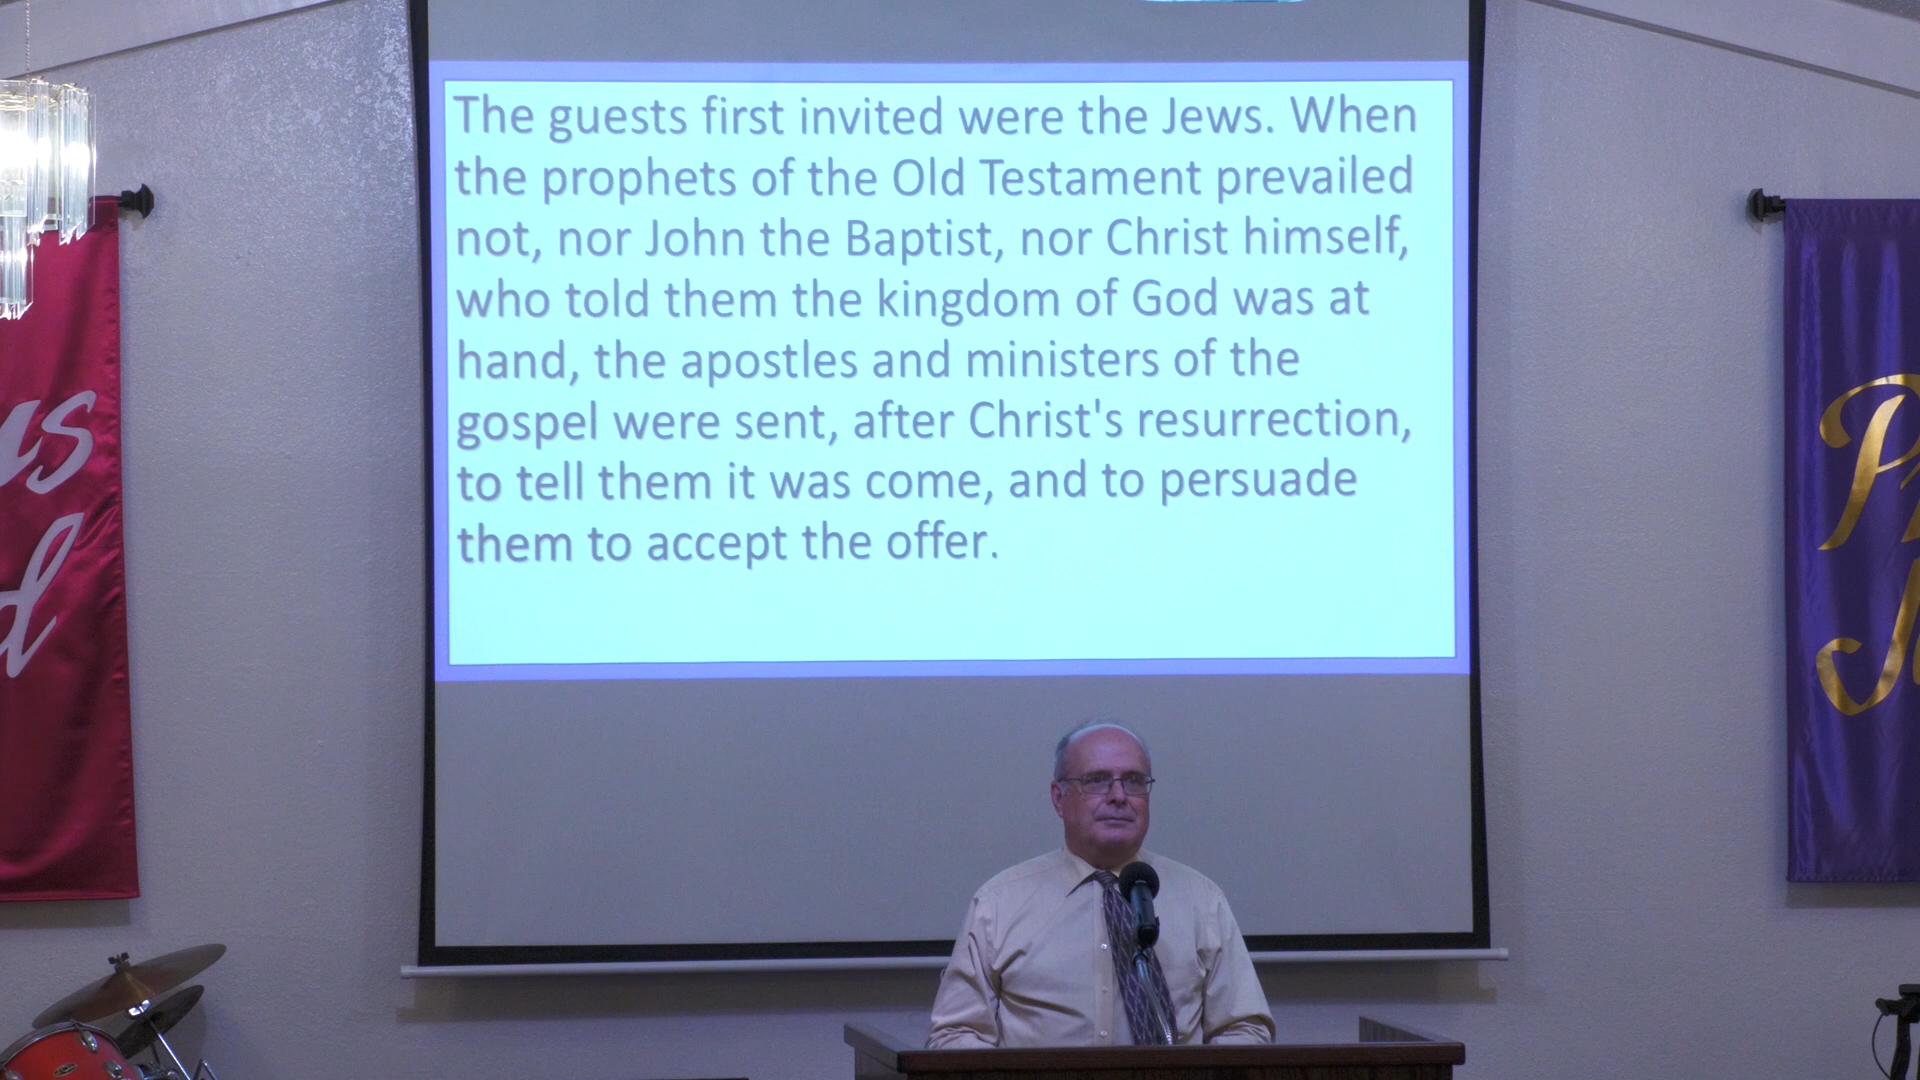 The guests first invited were the Jews. When
the prophets of the Old Testament prevailed
not, nor John the Baptist, nor Christ himself,
who told them the kingdom of God was at
hand, the apostles and ministers of the
gospel were sent, after Christ's resurrection,
to tell them it was come, and to persuade
them to accept the offer.